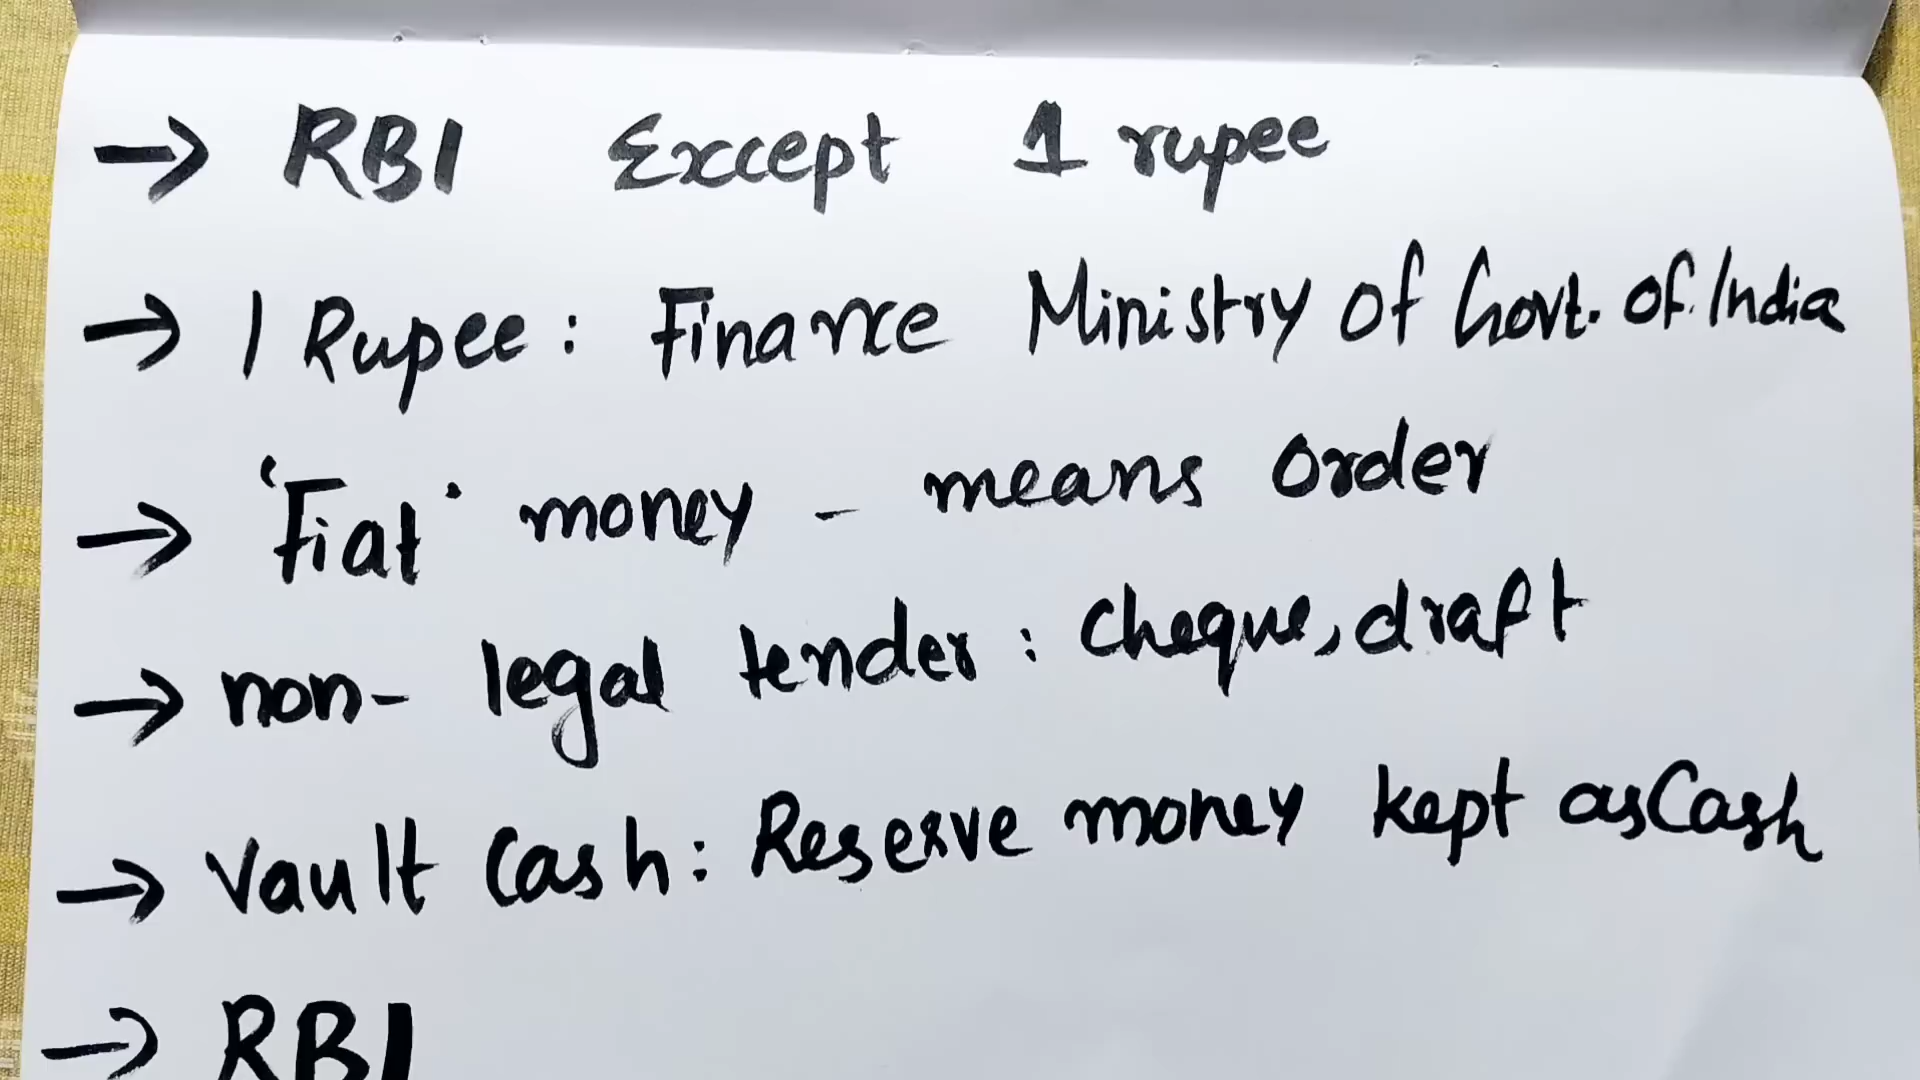 → RBI Except 1 rupee
→ 1 Rupee: Finance Ministry of Govt. of India
→ 'Fiat' money - means order
→ non- legal tender: Cheque, draft
→ Vault Cash: Reserve money kept as Cash
→ RBI